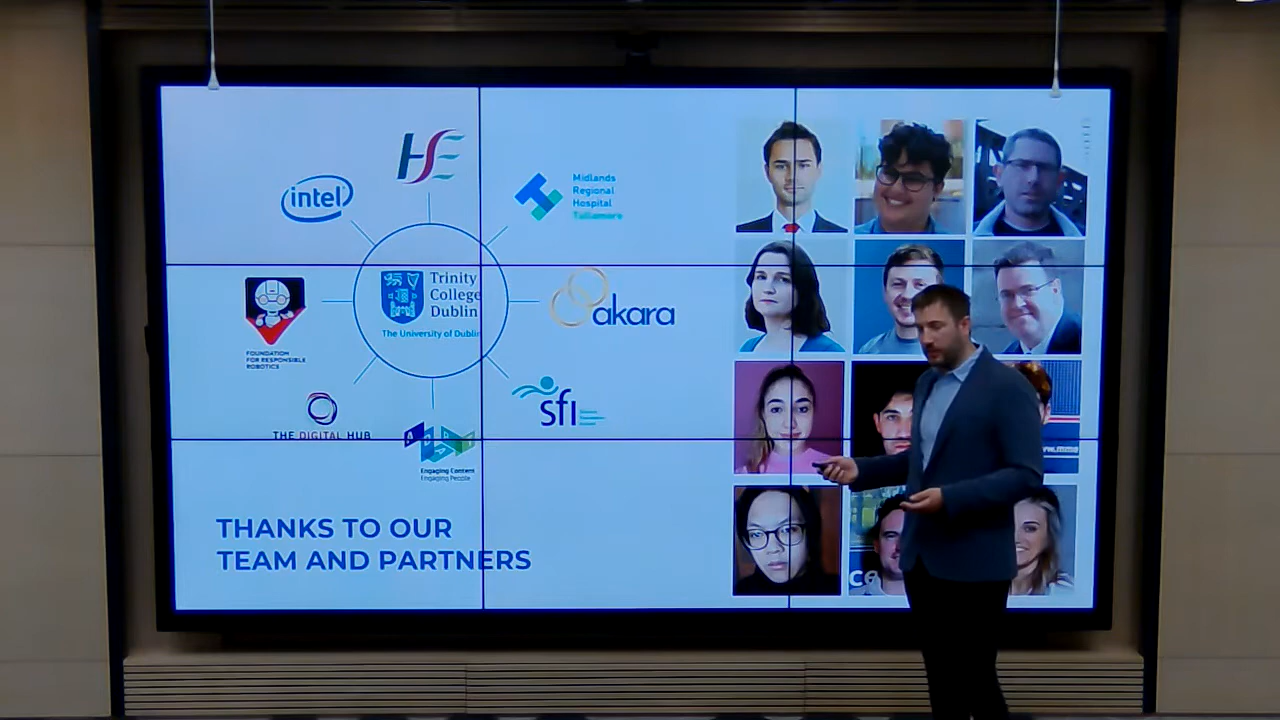 HSE
intel
Midlands
Regional
Hospital
Tullamore
Trinity
College
Dublin
The University of Dublin
akara
FOUNDATION
FOR RESPONSIBLE
ROBOTICS
sfi
THE DIGITAL HUB
ADAPT
Engaging Content
Engaging People
THANKS TO OUR
TEAM AND PARTNERS